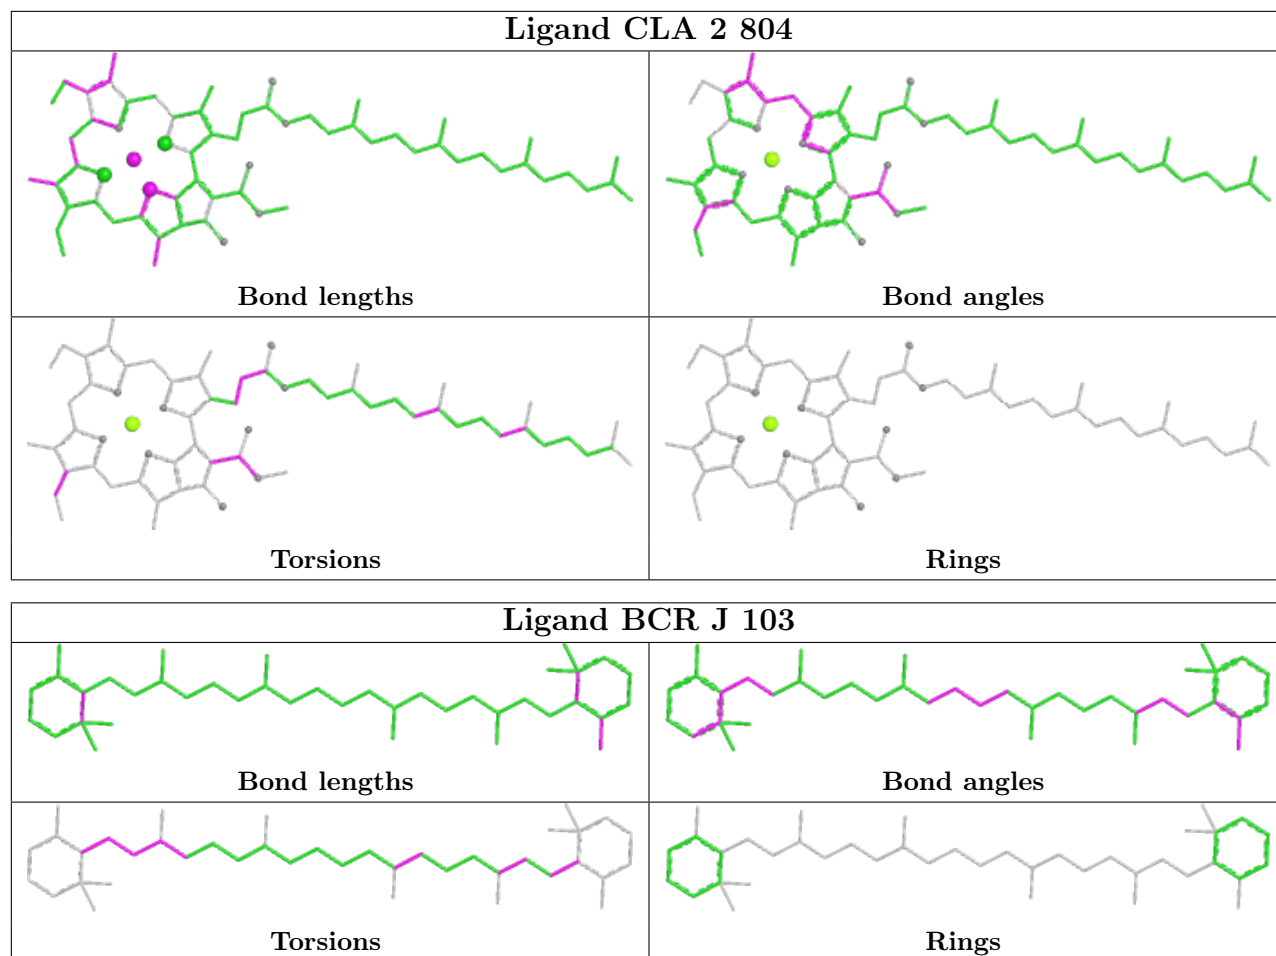 Ligand CLA 2 804
Bond lengths
Bond angles
Torsions
Rings
Ligand BCR J 103
Bond lengths
Bond angles
Torsions
Rings